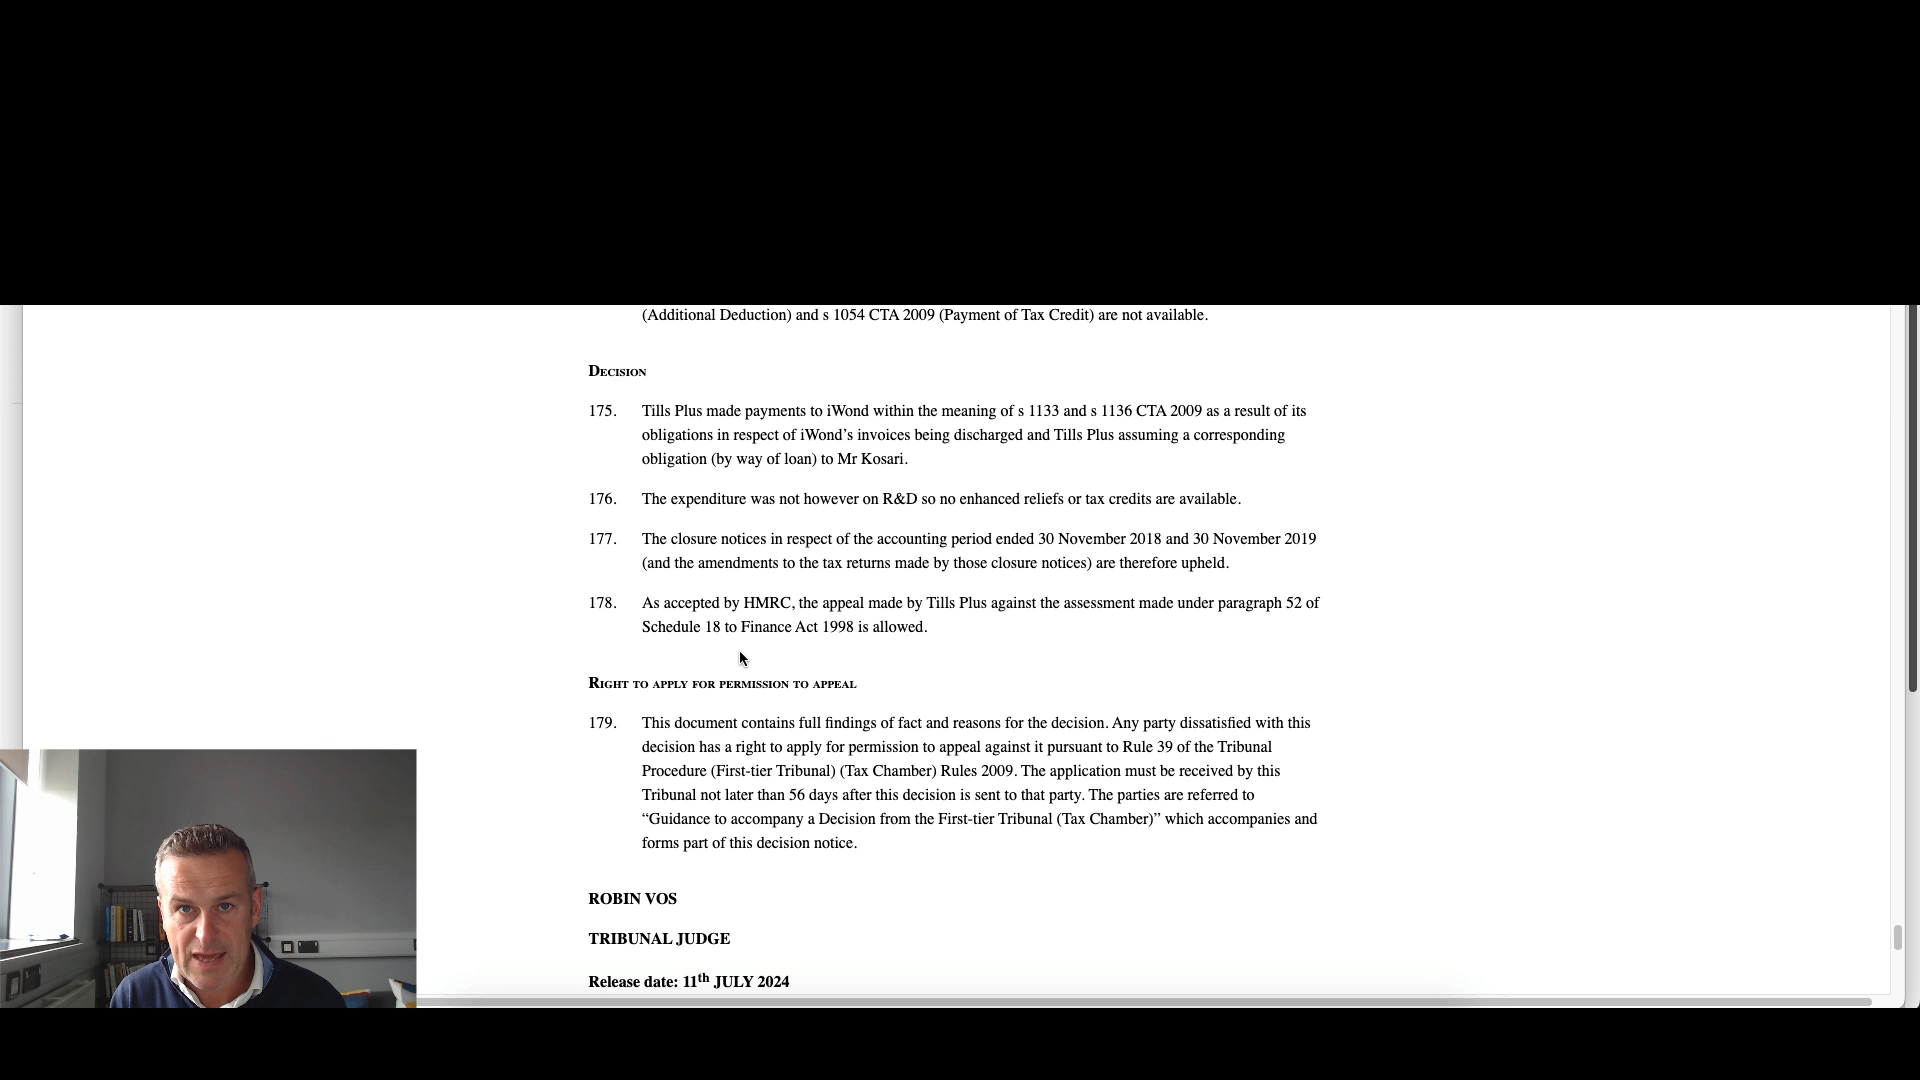 (Additional Deduction) and s 1054 CTA 2009 (Payment of Tax Credit) are not available.
Decision
175. Tills Plus made payments to iWond within the meaning of s 1133 and s 1136 CTA 2009 as a result of its
obligations in respect of iWond’s invoices being discharged and Tills Plus assuming a corresponding
obligation (by way of loan) to Mr Kosari.
176. The expenditure was not however on R&D so no enhanced reliefs or tax credits are available.
177. The closure notices in respect of the accounting period ended 30 November 2018 and 30 November 2019
(and the amendments to the tax returns made by those closure notices) are therefore upheld.
178. As accepted by HMRC, the appeal made by Tills Plus against the assessment made under paragraph 52 of
Schedule 18 to Finance Act 1998 is allowed.
Right to apply for permission to appeal
179. This document contains full findings of fact and reasons for the decision. Any party dissatisfied with this
decision has a right to apply for permission to appeal against it pursuant to Rule 39 of the Tribunal
Procedure (First-tier Tribunal) (Tax Chamber) Rules 2009. The application must be received by this
Tribunal not later than 56 days after this decision is sent to that party. The parties are referred to
“Guidance to accompany a Decision from the First-tier Tribunal (Tax Chamber)” which accompanies and
forms part of this decision notice.
ROBIN VOS
TRIBUNAL JUDGE
Release date: 11th JULY 2024